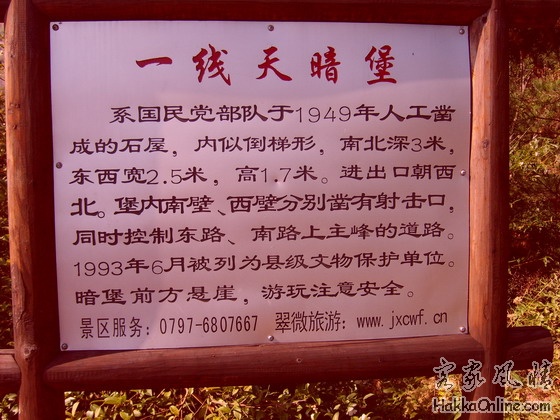 一线天暗堡
系国民党部队于1949年人工凿
成的石屋，内似倒梯形，南北深3米，
东西宽2.5米，高1.7米。进出口朝西
北。堡内南壁、西壁分别凿有射击口，
同时控制东路、南路上主峰的道路。
1993年6月被列为县级文物保护单位。
暗堡前方悬崖，游玩注意安全。
景区服务：0797-6807667 翠微旅游：www.jxcwf.cn
客家风情
HakkaOnline.com